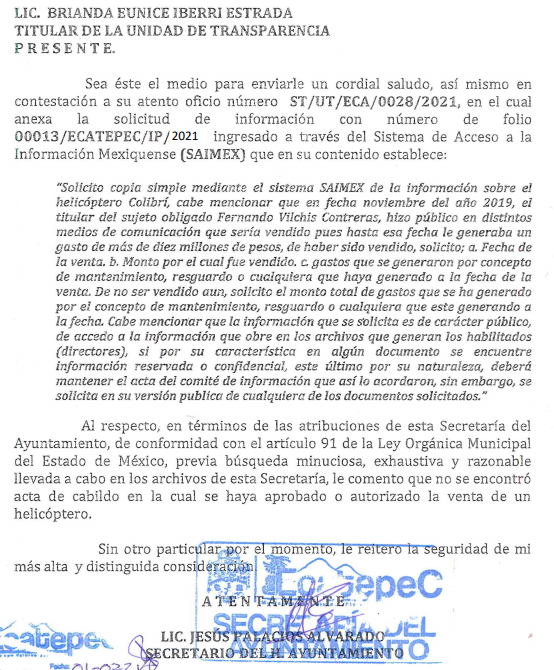 LIC. BRIANDA EUNICE IBERRI ESTRADA
TITULAR DE LA UNIDAD DE TRANSPARENCIA
P R E S E N T E.
Sea éste el medio para enviarle un cordial saludo, así mismo en
contestación a su atento oficio número ST/UT/ECA/0028/2021, en el cual
anexa la solicitud de información con número de folio
00013/ECATEPEC/IP/2021 ingresado a través del Sistema de Acceso a la
Información Mexiquense (SAIMEX) que en su contenido establece:
"Solicito copia simple mediante el sistema SAIMEX de la información sobre el
helicóptero Colibrí, cabe mencionar que en fecha noviembre del año 2019, el
titular del sujeto obligado Fernando Vilchis Contreras, hizo público en distintos
medios de comunicación que sería vendido pues hasta esa fecha le generaba un
gasto de más de diez millones de pesos, de haber sido vendido, solicito; a. Fecha de
la venta. b. Monto por el cual fue vendido. c. gastos que se generaron por concepto
de mantenimiento, resguardo o cualquiera que haya generado a la fecha de la
venta. De no ser vendido aun, solicito el monto total de gastos que se ha generado
por el concepto de mantenimiento, resguardo o cualquiera que este generando a
la fecha. Cabe mencionar que la información que se solicita es de carácter público,
de accedo a la información que obre en los archivos que generan los habilitados
(directores), si por su característica en algún documento se encuentre
información reservada o confidencial, este último por su naturaleza, deberá
mantener el acta del comité de información que así lo acordaron, sin embargo, se
solicita en su versión publica de cualquiera de los documentos solicitados."
Al respecto, en términos de las atribuciones de esta Secretaría del
Ayuntamiento, de conformidad con el artículo 91 de la Ley Orgánica Municipal
del Estado de México, previa búsqueda minuciosa, exhaustiva y razonable
llevada a cabo en los archivos de esta Secretaría, le comento que no se encontró
acta de cabildo en la cual se haya aprobado o autorizado la venta de un
helicóptero.
Sin otro particular por el momento, le reitero la seguridad de mi
más alta y distinguida consideración.
A T E N T A M E N T E
SECRETARÍA DEL
LIC. JESÚS PALACIOS ALVARADO
SECRETARIO DEL H. AYUNTAMIENTO